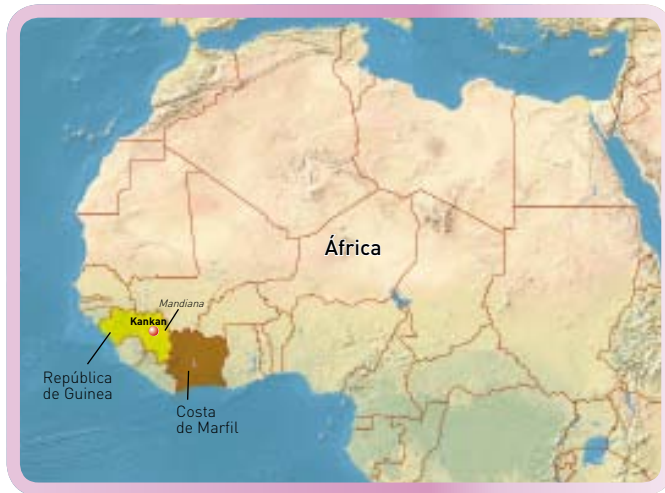 África
Mandiana
Kankan
República
de Guinea
Costa
de Marfil